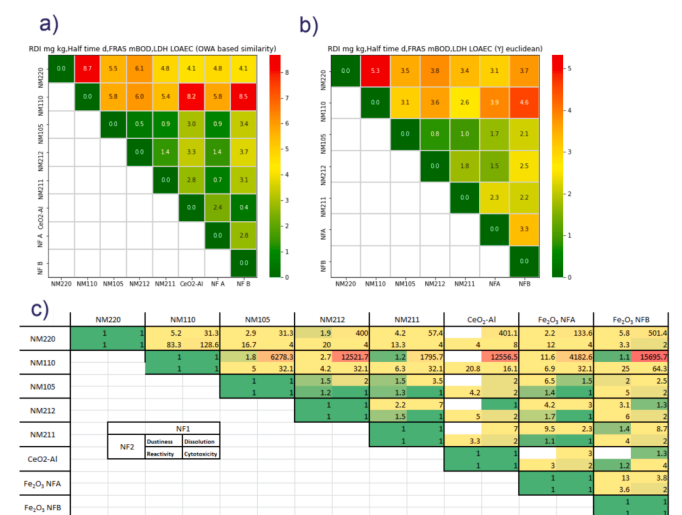 a)
b)
RDI mg kg,Half time d,FRAS mBOD,LDH LOAEC (OWA based similarity)
NM220 0.0 8.7 5.5 6.1 4.8 4.1 4.8 4.1
NM110 0.0 5.8 6.0 5.4 8.2 5.8 8.5
NM105 0.0 0.5 0.9 3.0 0.9 3.4
NM212 0.0 1.4 3.3 1.4 3.7
NM211 0.0 2.8 0.7 3.1
CeO2-Al 0.0 2.4 0.4
NF A 0.0 2.8
NF B 0.0
NM220 NM110 NM105 NM212 NM211 CeO2-Al NF A NF B
8
7
6
5
4
3
2
1
0
RDI mg kg,Half time d,FRAS mBOD,LDH LOAEC (YJ euclidean)
NM220 0.0 5.3 3.5 3.8 3.4 3.1 3.7
NM110 0.0 3.1 3.6 2.6 3.9 4.6
NM105 0.0 0.8 1.0 1.7 2.1
NM212 0.0 1.8 1.5 2.5
NM211 0.0 2.3 2.2
NFA 0.0 3.3
NFB 0.0
NM220 NM110 NM105 NM212 NM211 NFA NFB
5
4
3
2
1
0
c)
NM220 NM110 NM105 NM212 NM211 CeO₂-Al Fe₂O₃ NFA Fe₂O₃ NFB
NM220 1 1 5.2 31.3 2.9 31.3 1.9 400 4.2 57.4 401.1 2.2 133.6 5.8 501.4
1 1 83.3 128.6 16.7 4 20 4 13.3 4 4 8 12 4 3.3 2
NM110 1 1 1.8 6278.3 2.7 12521.7 1.2 1795.7 12556.5 11.6 4182.6 1.1 15695.7
1 1 5 32.1 4.2 32.1 6.3 32.1 20.8 16.1 6.9 32.1 25 64.3
NM105 1 1 1.5 2 1.5 3.5 2 6.5 1.5 2 2.5
1 1 1.2 1 1.3 1 4.2 2 1.4 1 5 2
NM212 1 1 2.2 7 1 4.2 3 3.1 1.3
1 1 1.5 1 5 2 1.7 1 6 2
NM211 1 1 7 9.5 2.3 1.4 8.7
1 1 3.3 2 1.1 1 4 2
CeO2-Al 1 1 3 1.3
1 1 3 2 1.2 4
Fe₂O₃ NFA 1 1 13 3.8
1 1 3.6 2
Fe₂O₃ NFB 1 1
1 1
NF1
NF2 Dustiness Dissolution
Reactivity Cytotoxicity